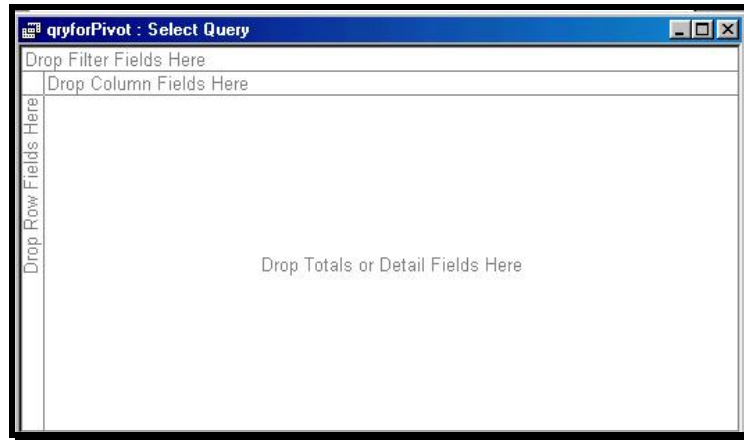 qryforPivot : Select Query
Drop Filter Fields Here
Drop Column Fields Here
Drop Row Fields Here
Drop Totals or Detail Fields Here